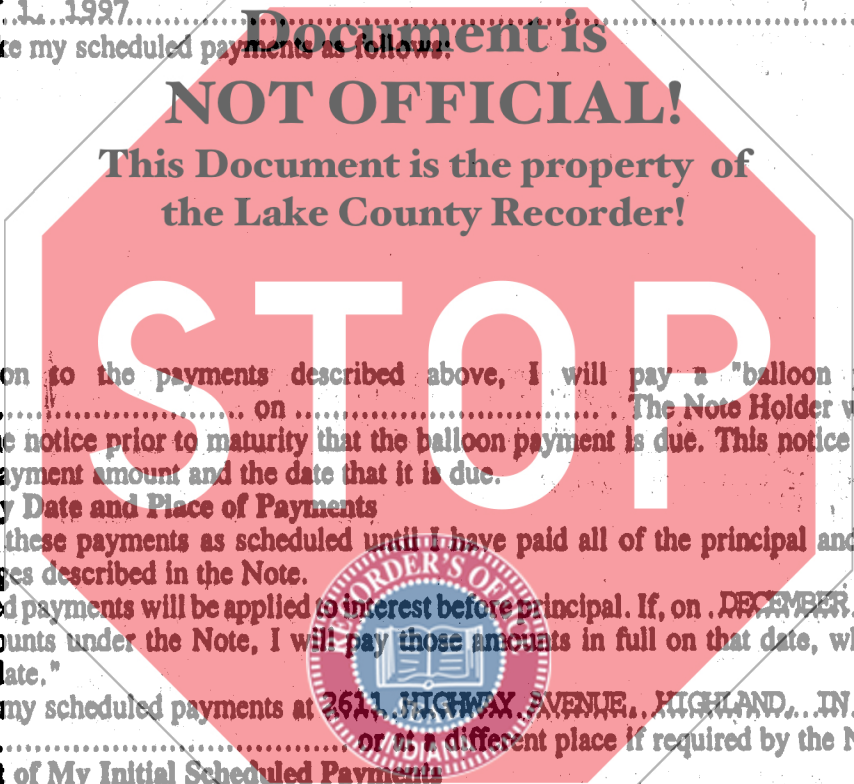 1, 1997
e my scheduled payments as follows:
Document is
NOT OFFICIAL!
This Document is the property of
the Lake County Recorder!
STOP
on to the payments described above, I will pay a "balloon
on . The Note Holder w
e notice prior to maturity that the balloon payment is due. This notice
ayment amount and the date that it is due.
y Date and Place of Payments
these payments as scheduled until I have paid all of the principal and
ges described in the Note.
d payments will be applied to interest before principal. If, on DECEMBER
ounts under the Note, I will pay those amounts in full on that date, wh
ate."
my scheduled payments at 2611 HIGHWAY AVENUE, HIGHLAND, IN
or at a different place if required by the N
of My Initial Scheduled Payments
RECORDER'S OFFI